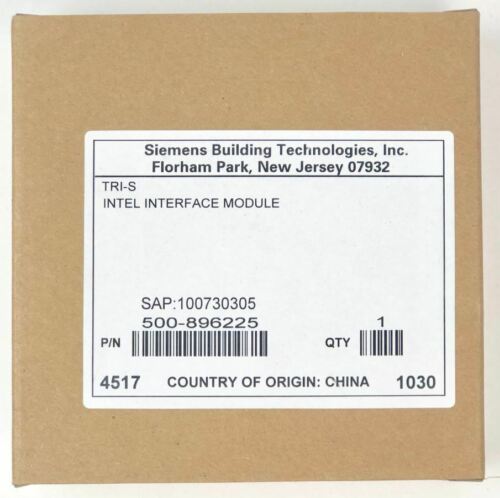 Siemens Building Technologies, Inc.
Florham Park, New Jersey 07932
TRI-S
INTEL INTERFACE MODULE
SAP:100730305
500-896225 1
P/N QTY
4517 COUNTRY OF ORIGIN: CHINA 1030